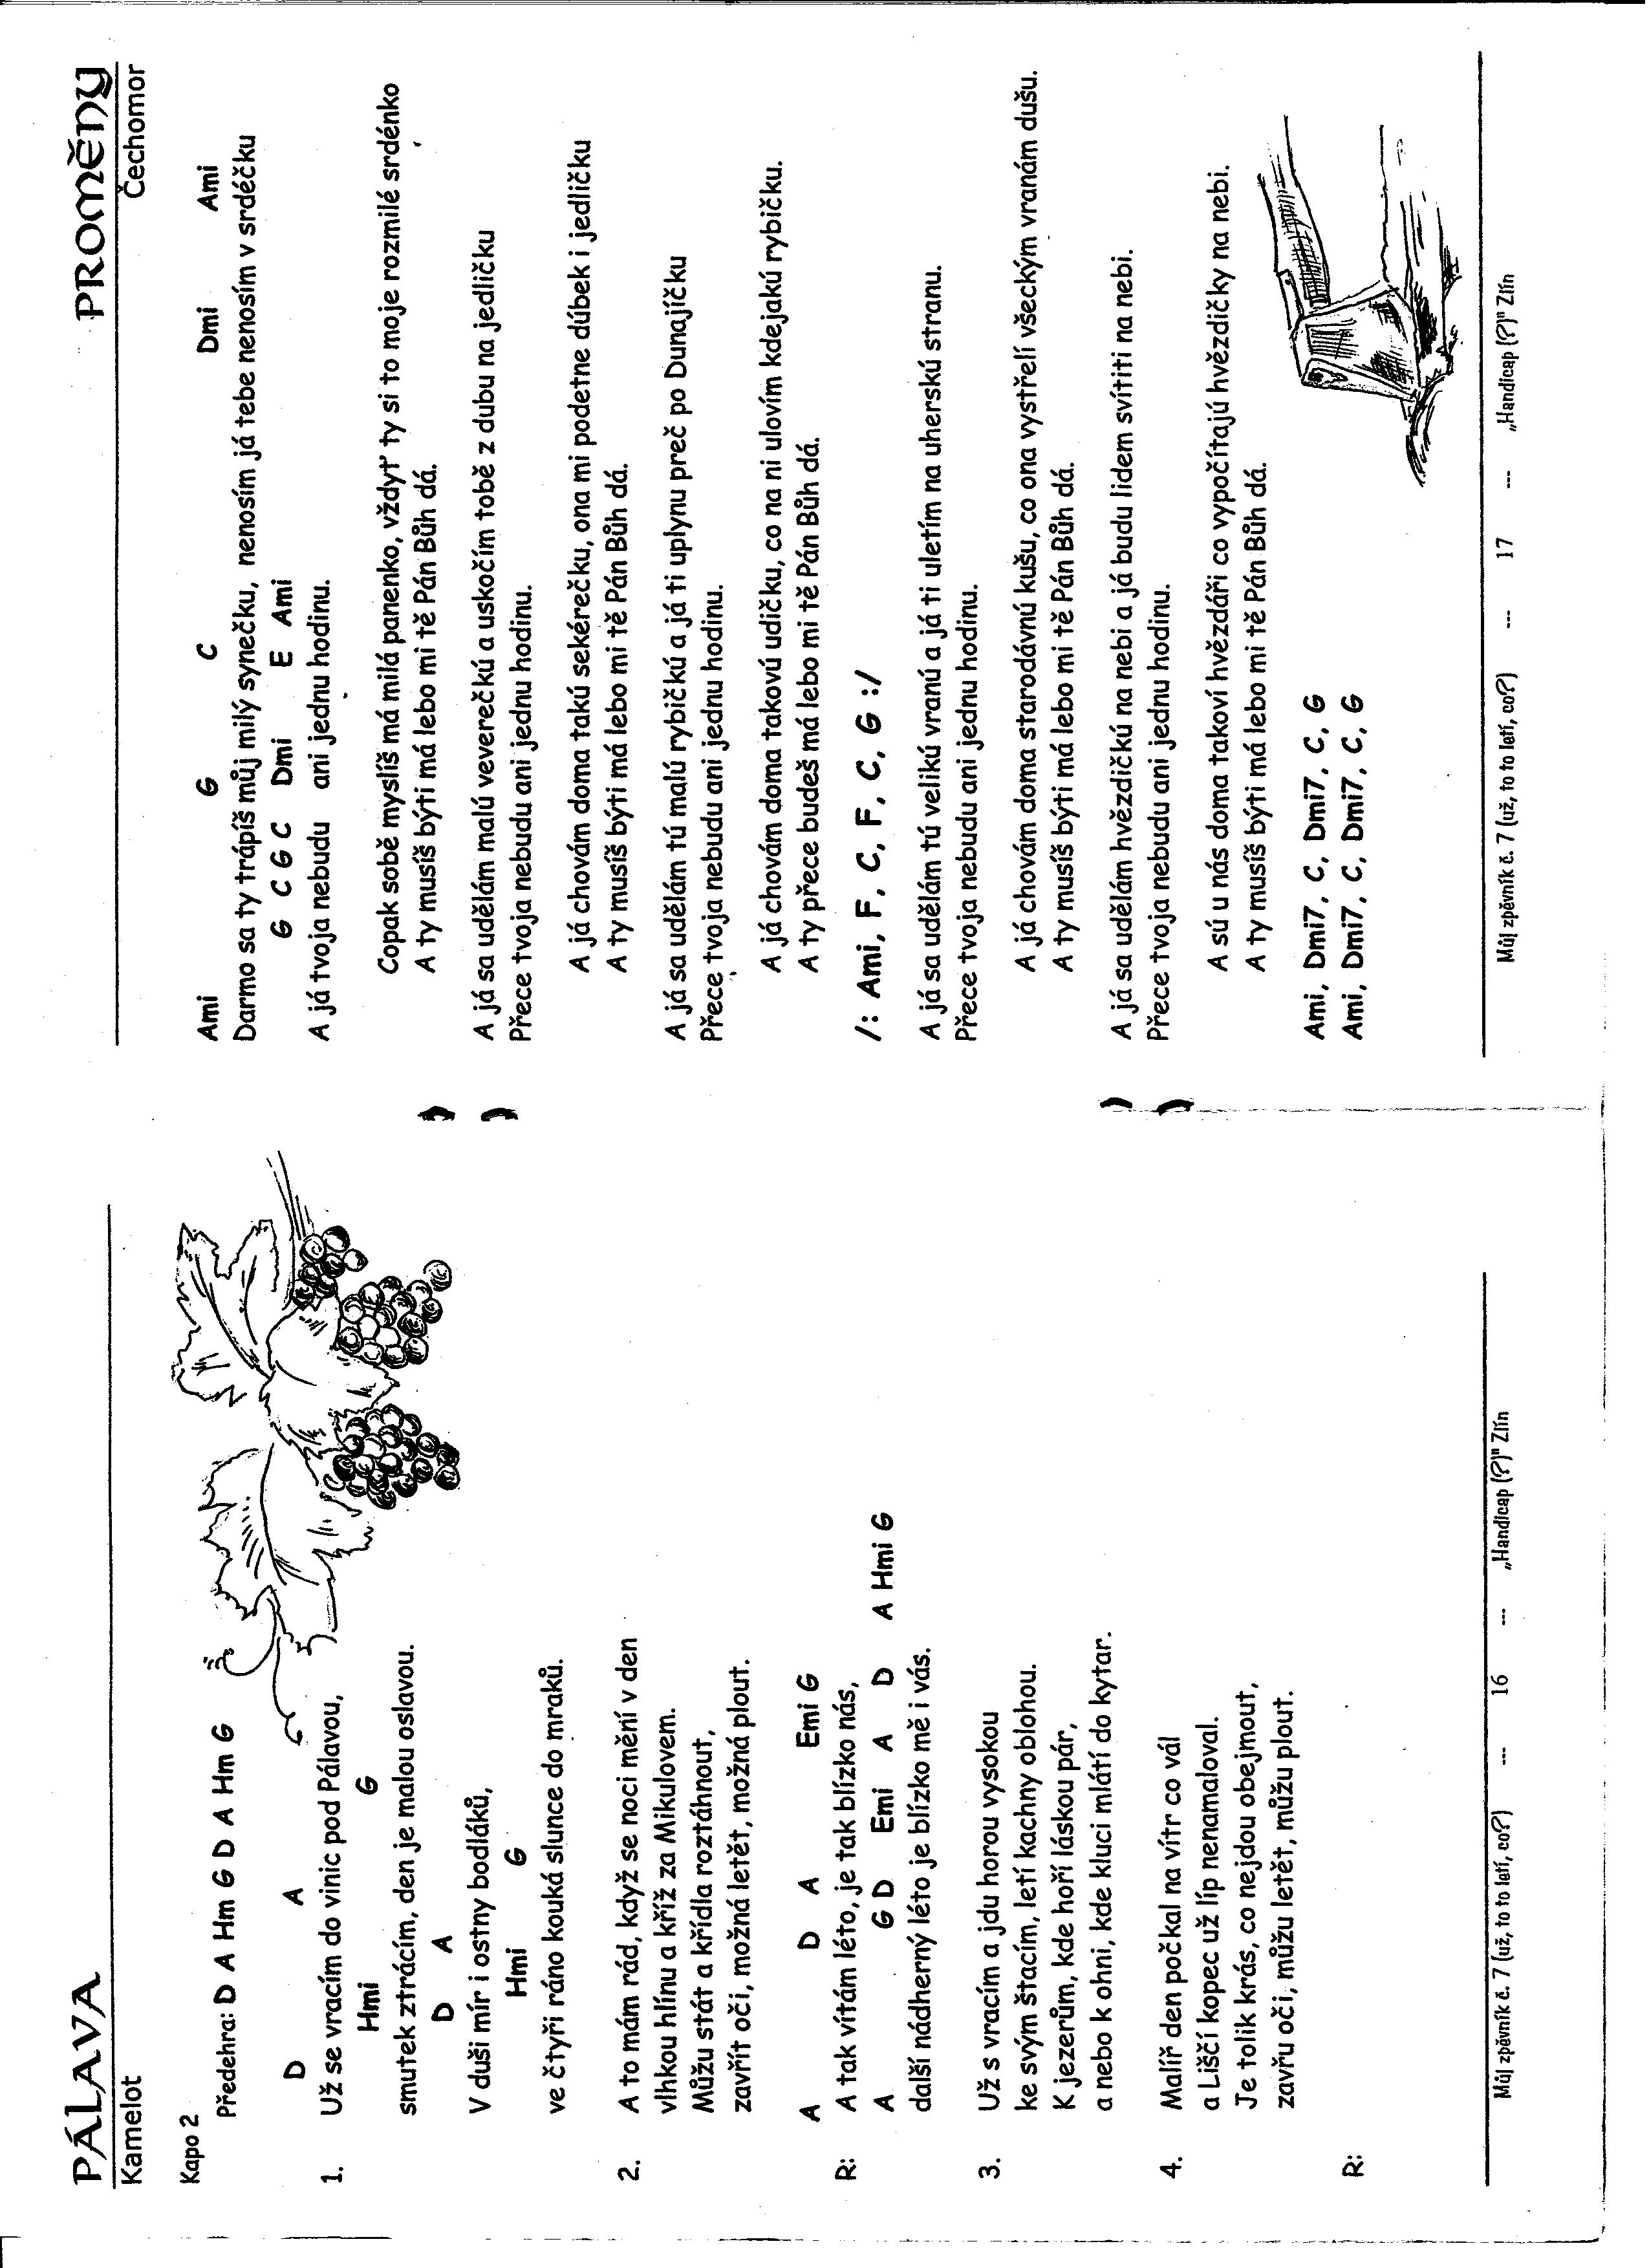 PÁLAVA
Kamelot
Kapo 2
Předehra: D A Hm G D A Hm G
D A
1. Už se vracím do vinic pod Pálavou,
Hmi G
smutek ztrácím, den je malou oslavou.
D A
V duši mír i ostny bodláků,
Hmi G
ve čtyři ráno kouká slunce do mraků.
2. A to mám rád, když se noci mění v den
vlhkou hlínu a kříž za Mikulovem.
Můžu stát a křídla roztáhnout,
zavřít oči, možná letět, možná plout.
A D A Emi G
R: A tak vítám léto, je tak blízko nás,
A G D Emi A D A Hmi G
další nádherný léto je blízko mě i vás.
3. Už s vracím a jdu horou vysokou
ke svým štacím, letí kachny oblohou.
K jezerům, kde hoří láskou pár,
a nebo k ohni, kde kluci mlátí do kytar.
4. Malíř den počkal na vítr co vál
a Liščí kopec už líp nenamaloval.
Je tolik krás, co nejdou obejmout,
zavřu oči, můžu letět, můžu plout.
R:
Můj zpěvník č. 7 (už, to to letí, co?) --- 16 --- „Handicap (?)" Zlín
PROMĚNY
Čechomor
Ami G C Dmi Ami
Darmo sa ty trápíš můj milý synečku, nenosím já tebe nenosím v srdéčku
G C G C Dmi E Ami
A já tvoja nebudu ani jednu hodinu.
Copak sobě myslíš má milá panenko, vždyť ty si to moje rozmilé srdénko
A ty musíš býti má lebo mi tě Pán Bůh dá.
A já sa udělám malú veverečkú a uskočím tobě z dubu na jedličku
Přece tvoja nebudu ani jednu hodinu.
A já chovám doma takú sekérečku, ona mi podetne dúbek i jedličku
A ty musíš býti má lebo mi tě Pán Bůh dá.
A já sa udělám tú malú rybičkú a já ti uplynu preč po Dunajíčku
Přece tvoja nebudu ani jednu hodinu.
A já chovám doma takovú udičku, co na ni ulovím kdejakú rybičku.
A ty přece budeš má lebo mi tě Pán Bůh dá.
/: Ami, F, C, F, C, G :/
A já sa udělám tú velikú vranú a já ti uletím na uherskú stranu.
Přece tvoja nebudu ani jednu hodinu.
A já chovám doma starodávnú kušu, co ona vystřelí všeckým vranám dušu.
A ty musíš býti má lebo mi tě Pán Bůh dá.
A já sa udělám hvězdičkú na nebi a já budu lidem svítiti na nebi.
Přece tvoja nebudu ani jednu hodinu.
A sú u nás doma takoví hvězdáři co vypočítajú hvězdičky na nebi.
A ty musíš býti má lebo mi tě Pán Bůh dá.
Ami, Dmi7, C, Dmi7, C, G
Ami, Dmi7, C, Dmi7, C, G
Můj zpěvník č. 7 (už, to to letí, co?) --- 17 --- „Handicap (?)" Zlín